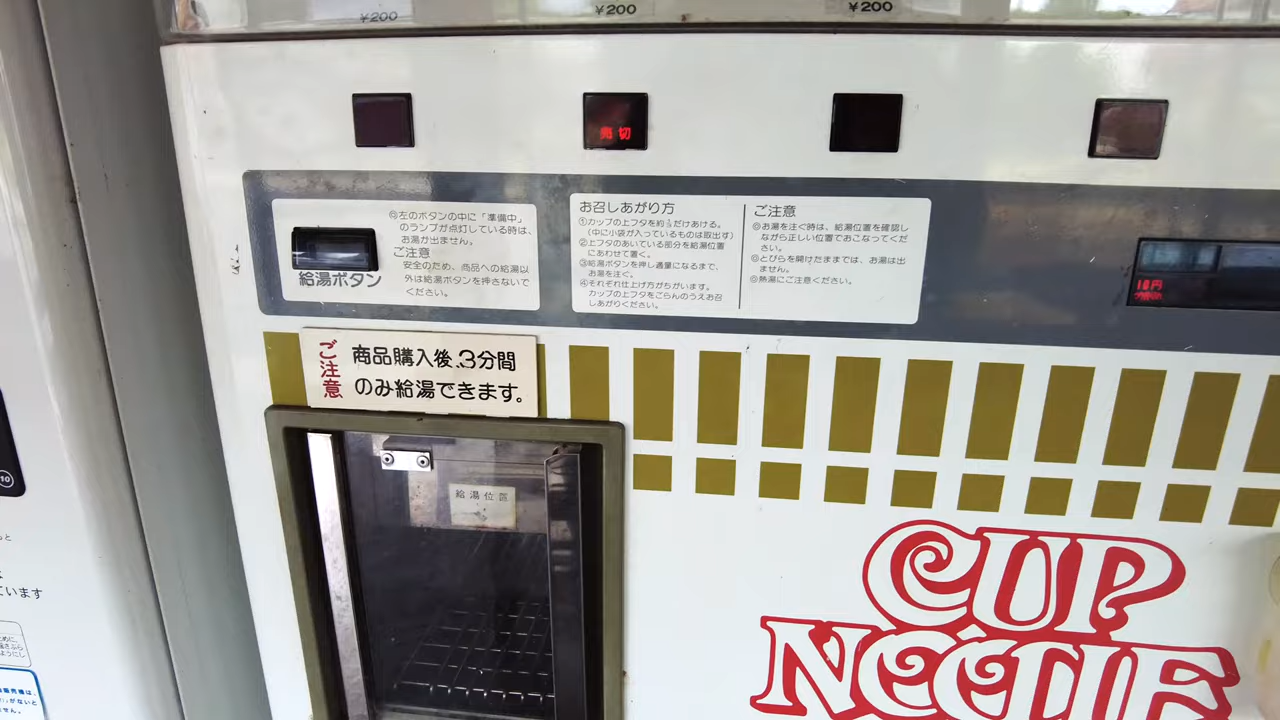 ¥200
¥200
¥200
売切
◎左のボタンの中に「準備中」
のランプが点灯している時は、
お湯が出ません。
ご注意
安全のため、商品への給湯以
外は給湯ボタンを押さないで
ください。
給湯ボタン
お召しあがり方
①カップの上フタを約⅓だけあける。
(中に小袋が入っているものは取出す)
②上フタのあいている部分を給湯位置
にあわせて置く。
③給湯ボタンを押し適量になるまで、
お湯を注ぐ。
④それぞれ仕上げ方がちがいます。
カップの上フタをごらんのうえお召
しあがりください。
ご注意
◎お湯を注ぐ時は、給湯位置を確認し
ながら正しい位置でおこなってくだ
さい。
◎とびらを開けたままでは、お湯は出
ません。
◎熱湯にご注意ください。
10円
ご注意
商品購入後、3分間
のみ給湯できます。
給湯位置
CUP
NOODLE
10
ています